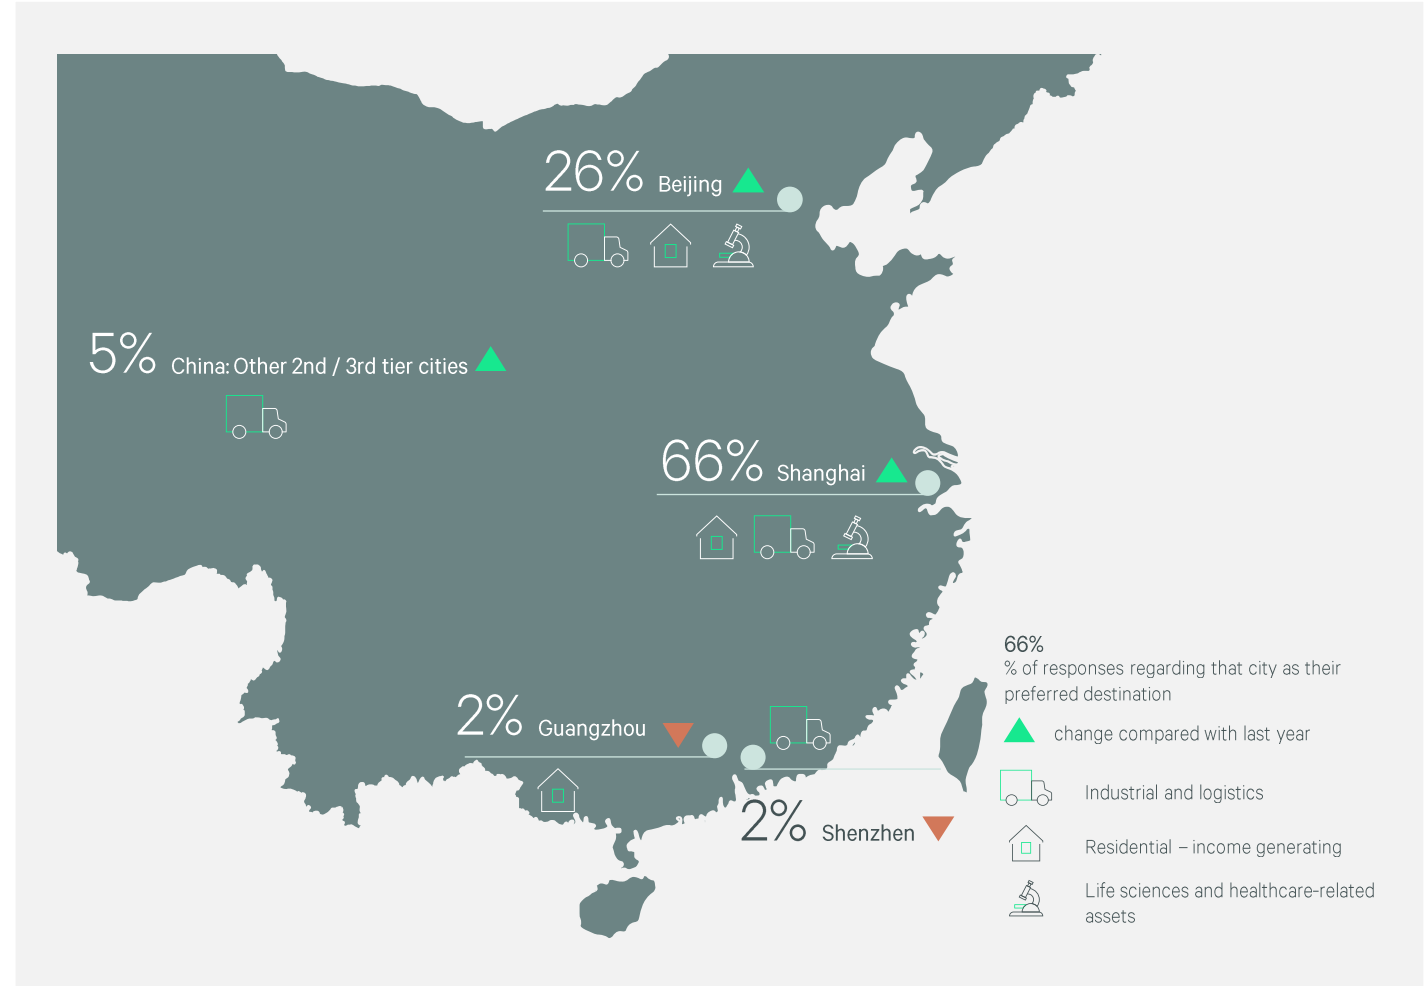 26% Beijing
5% China: Other 2nd / 3rd tier cities
66% Shanghai
2% Guangzhou
2% Shenzhen
66%
% of responses regarding that city as their
preferred destination
change compared with last year
Industrial and logistics
Residential – income generating
Life sciences and healthcare-related
assets